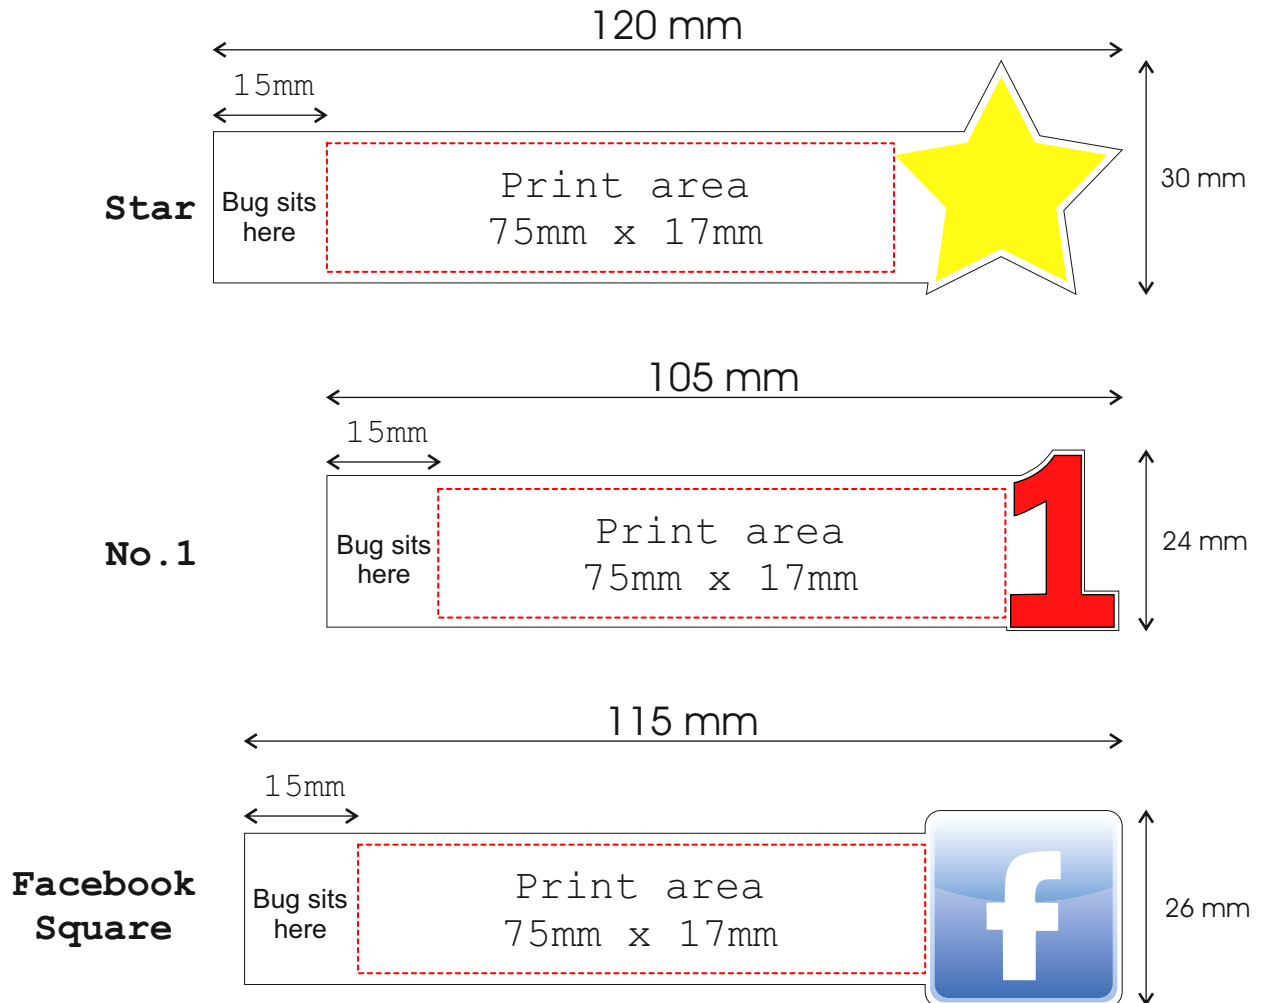 120 mm
15mm
30 mm
Star
Bug sits
here
Print area
75mm x 17mm
105 mm
15mm
24 mm
No.1
Bug sits
here
Print area
75mm x 17mm
1
115 mm
15mm
26 mm
Facebook
Square
Bug sits
here
Print area
75mm x 17mm
f